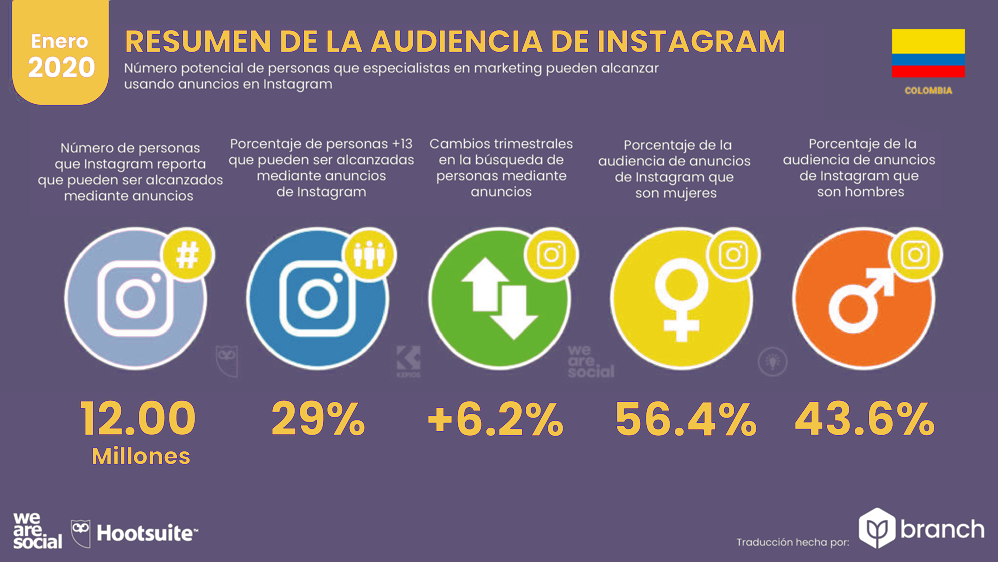 Enero
2020
RESUMEN DE LA AUDIENCIA DE INSTAGRAM
Número potencial de personas que especialistas en marketing pueden alcanzar
usando anuncios en Instagram
COLOMBIA
Número de personas
que Instagram reporta
que pueden ser alcanzados
mediante anuncios
Porcentaje de personas +13
que pueden ser alcanzadas
mediante anuncios
de Instagram
Cambios trimestrales
en la búsqueda de
personas mediante
anuncios
Porcentaje de la
audiencia de anuncios
de Instagram que
son mujeres
Porcentaje de la
audiencia de anuncios
de Instagram que
son hombres
#
we
are
social
12.00
Millones
29%
+6.2%
56.4%
43.6%
we
are
social
Hootsuite™
Traducción hecha por:
branch